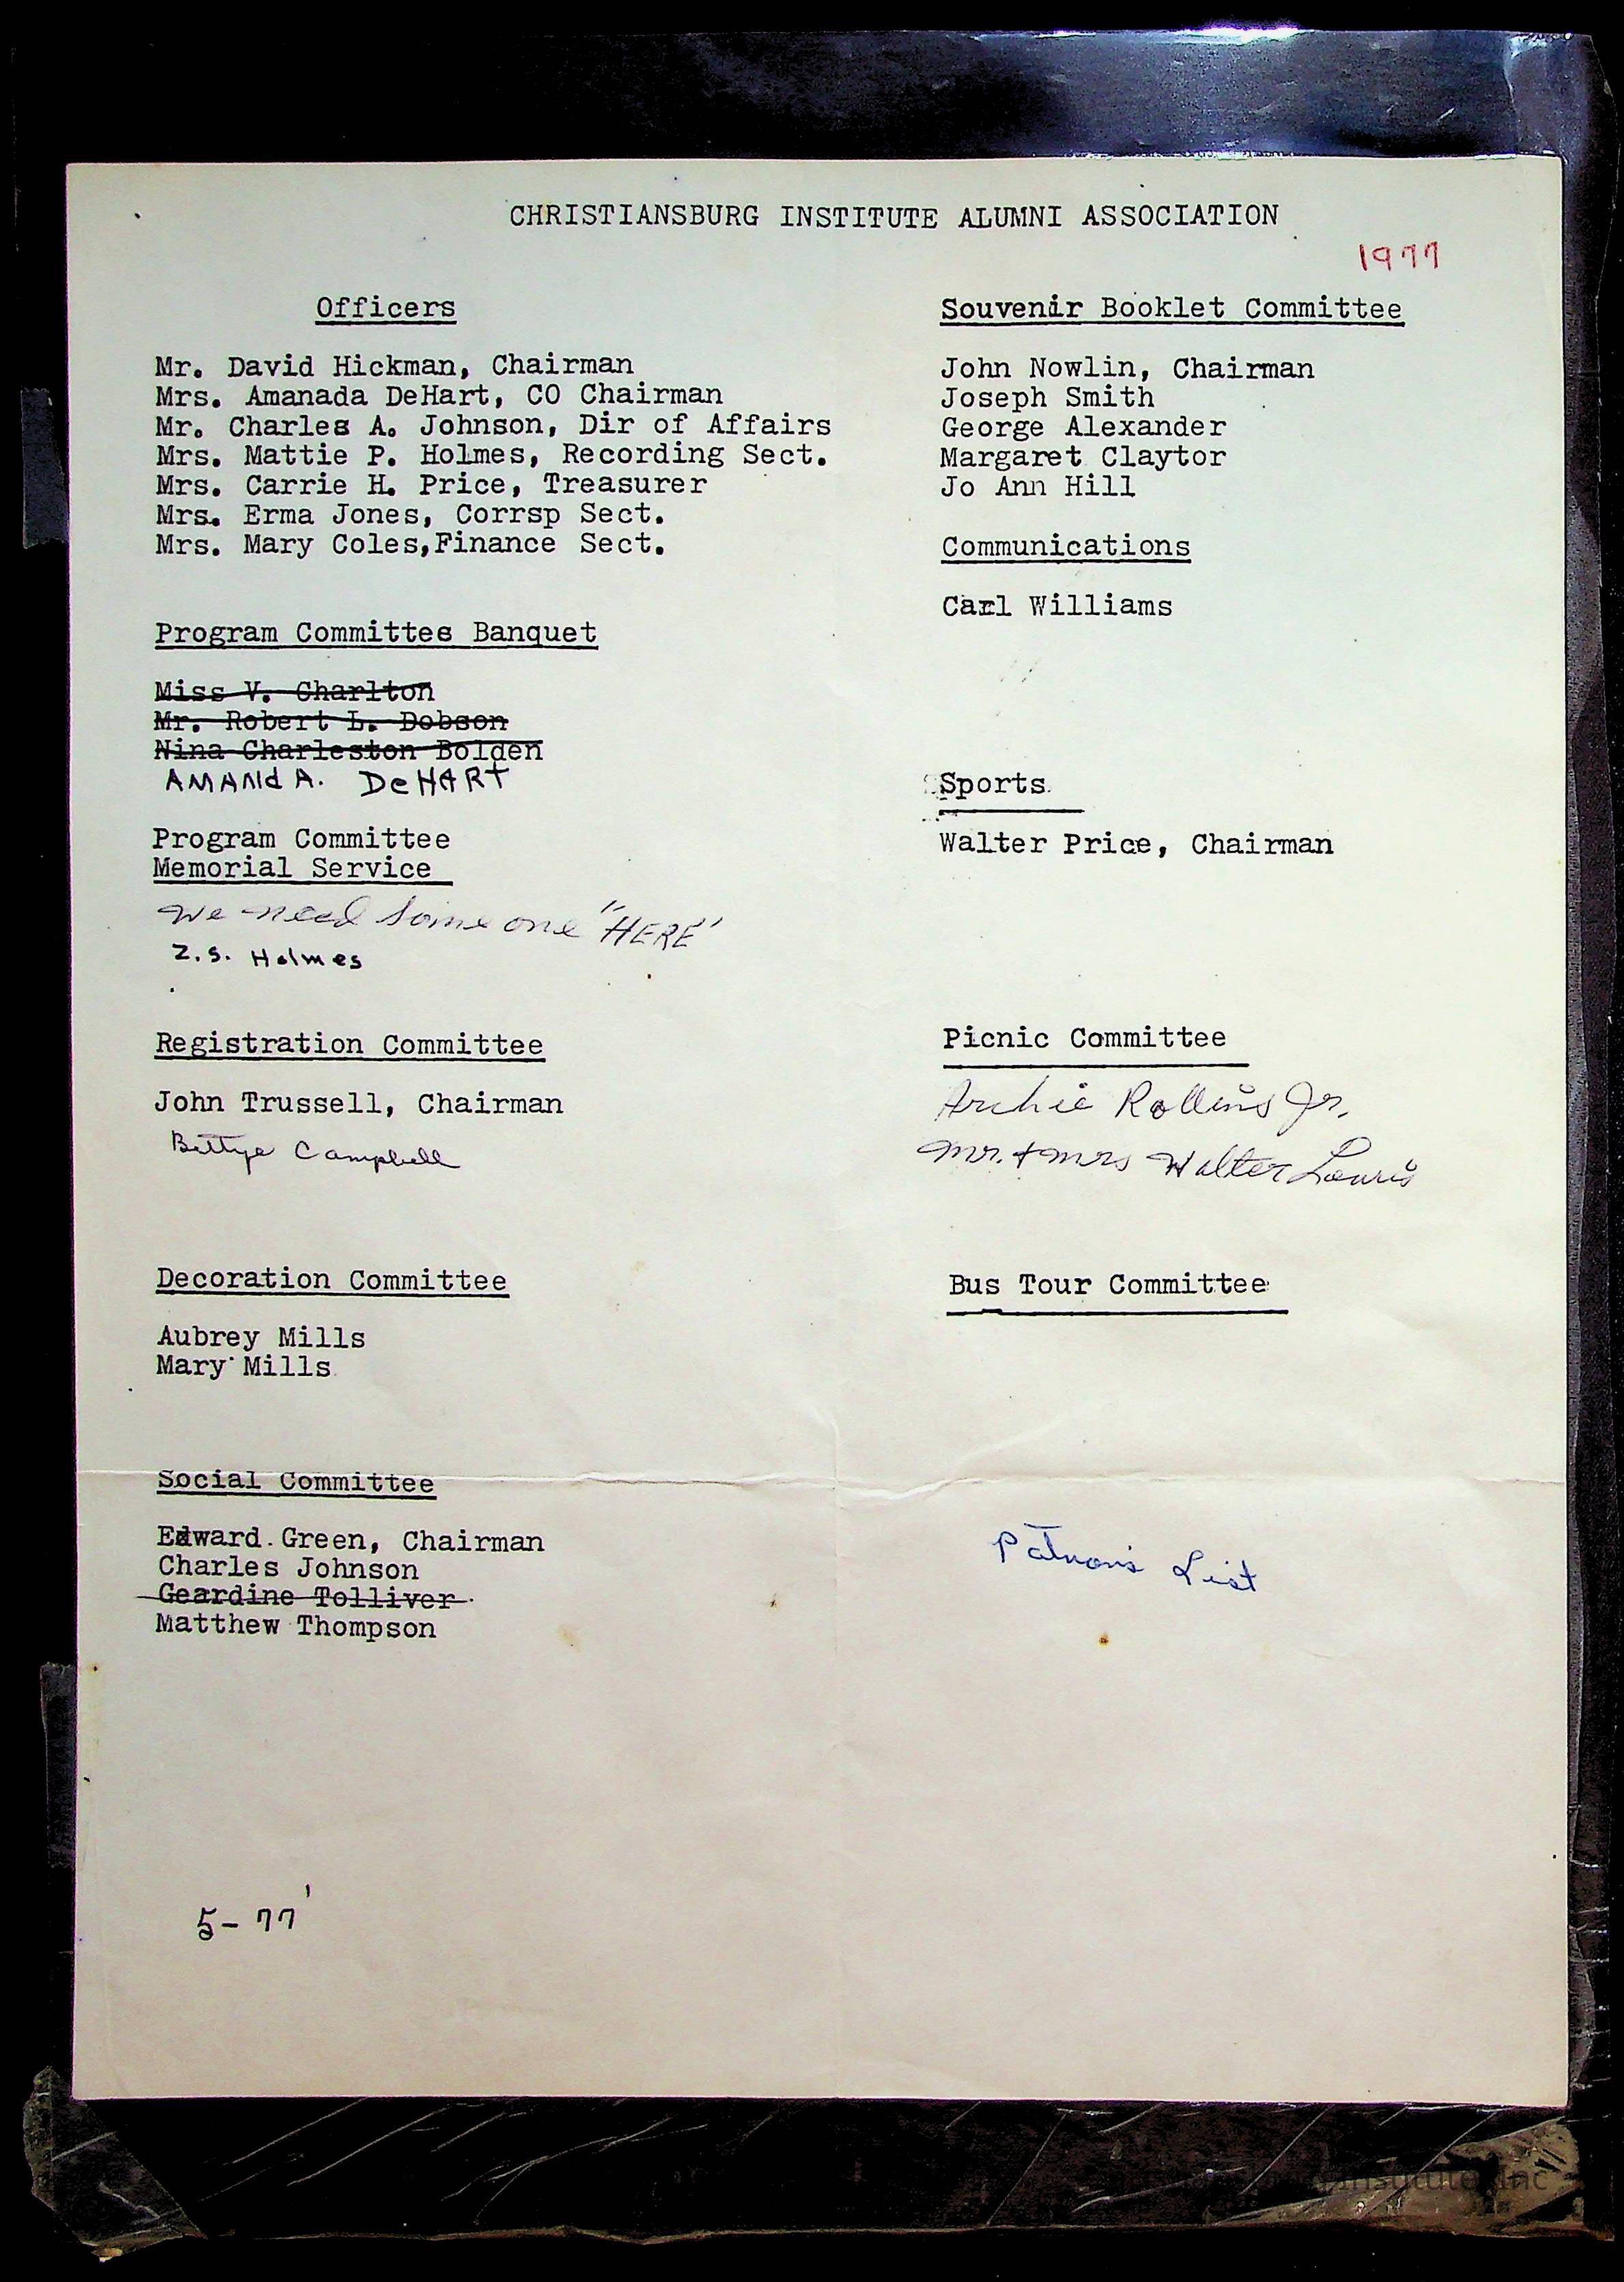 CHRISTIANSBURG INSTITUTE ALUMNI ASSOCIATION
1977
Officers
Mr. David Hickman, Chairman
Mrs. Amanada DeHart, CO Chairman
Mr. Charles A. Johnson, Dir of Affairs
Mrs. Mattie P. Holmes, Recording Sect.
Mrs. Carrie H. Price, Treasurer
Mrs. Erma Jones, Corrsp Sect.
Mrs. Mary Coles,Finance Sect.
Program Committee Banquet
Miss V. Charlton
Mr. Robert L. Dobson
Nina Charleston Bolden
AMANdA. DeHART
Program Committee
Memorial Service
We need some one "HERE"
Z.S. Holmes
Registration Committee
John Trussell, Chairman
Bettye Campbell
Decoration Committee
Aubrey Mills
Mary Mills
Social Committee
Edward Green, Chairman
Charles Johnson
Geardine Tolliver
Matthew Thompson
5-77'
Souvenir Booklet Committee
John Nowlin, Chairman
Joseph Smith
George Alexander
Margaret Claytor
Jo Ann Hill
Communications
Carl Williams
Sports
Walter Price, Chairman
Picnic Committee
Archie Rollins Jr.
Mr. + Mrs Walter Lewis
Bus Tour Committee
Patron's List
Institute, Inc